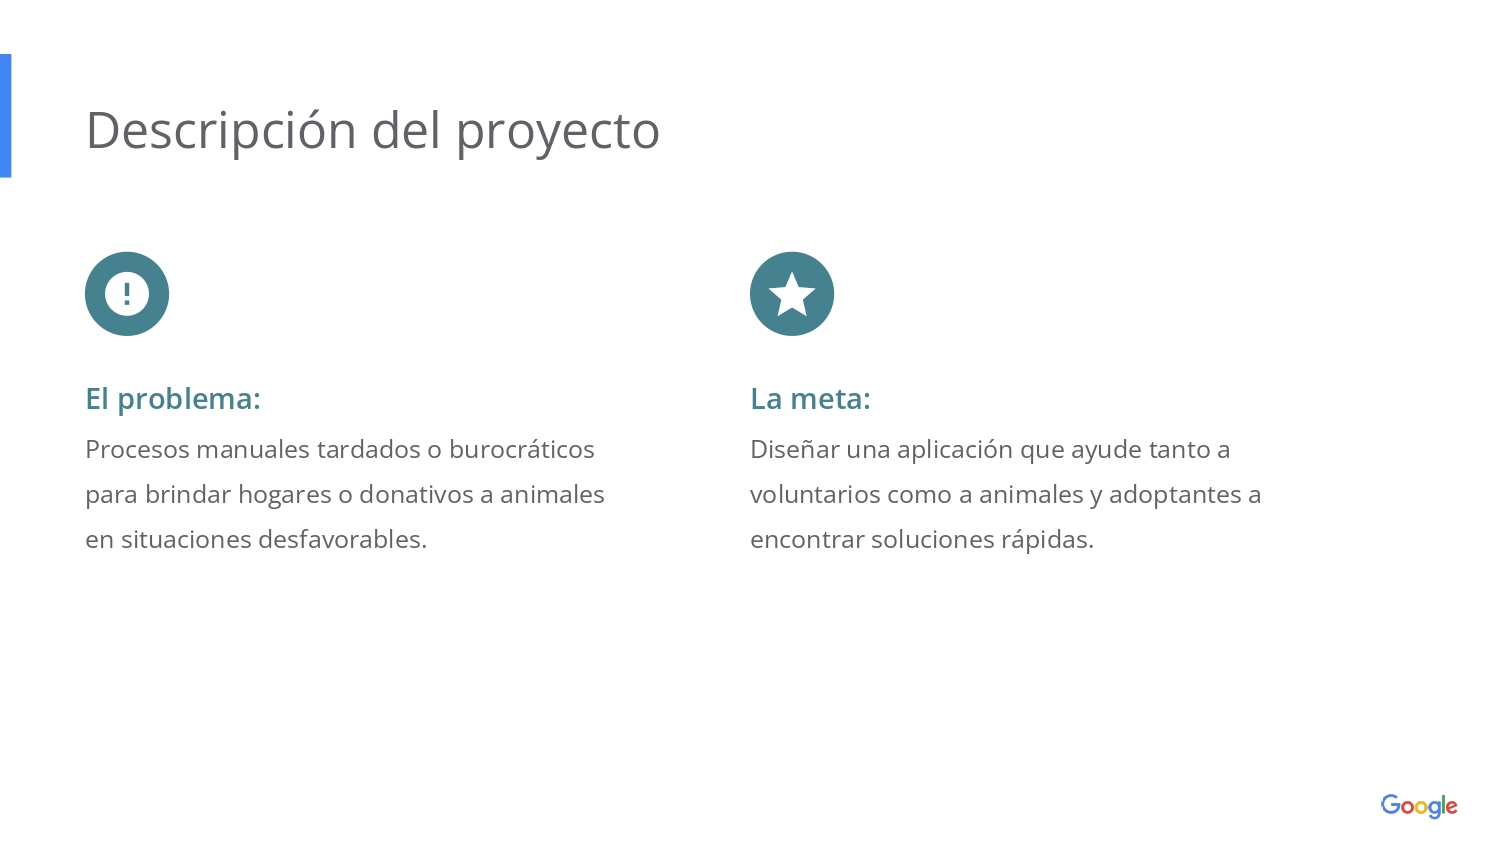 Descripción del proyecto
El problema:
Procesos manuales tardados o burocráticos
para brindar hogares o donativos a animales
en situaciones desfavorables.
La meta:
Diseñar una aplicación que ayude tanto a
voluntarios como a animales y adoptantes a
encontrar soluciones rápidas.
Google